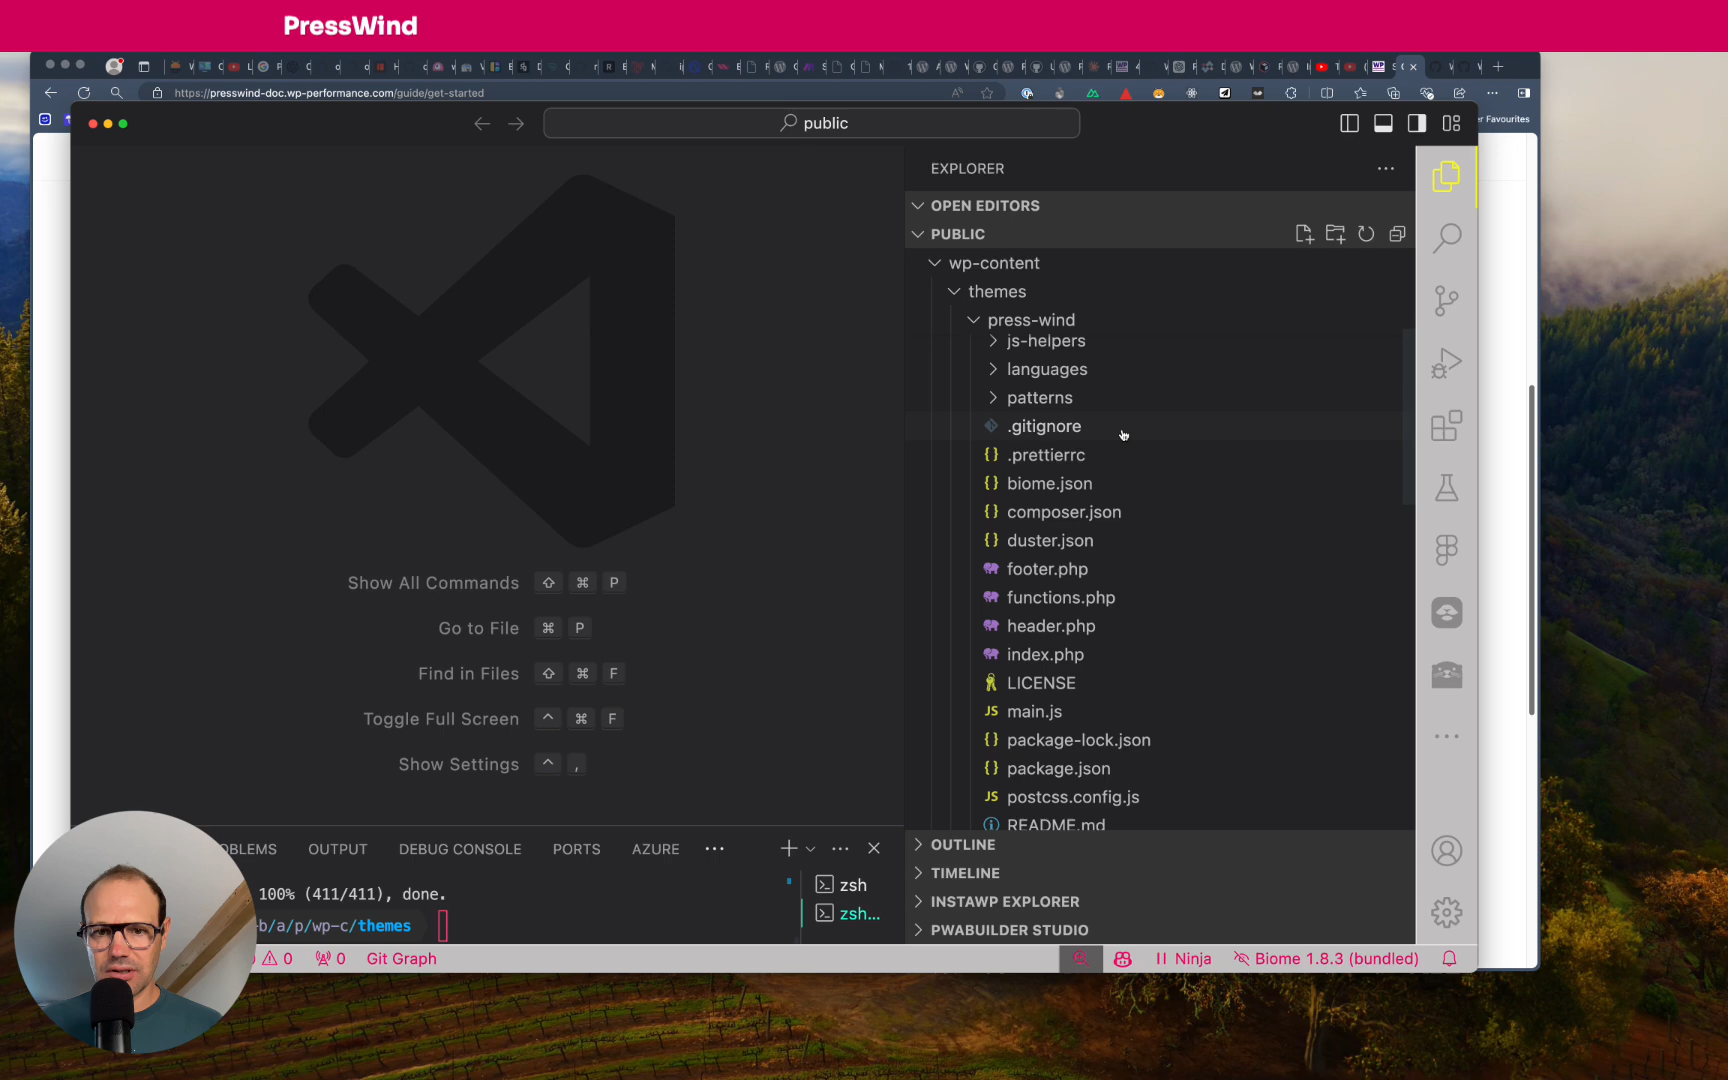 PressWind
https://presswind-doc.wp-performance.com/guide/get-started
public
er Favourites
EXPLORER
OPEN EDITORS
PUBLIC
wp-content
themes
press-wind
js-helpers
languages
patterns
.gitignore
.prettierrc
biome.json
composer.json
duster.json
footer.php
functions.php
header.php
index.php
LICENSE
JS main.js
package-lock.json
package.json
JS postcss.config.js
README.md
Show All Commands ⇧ ⌘ P
Go to File ⌘ P
Find in Files ⇧ ⌘ F
Toggle Full Screen ^ ⌘ F
Show Settings ^ ,
OUTLINE
TIMELINE
INSTAWP EXPLORER
PWABUILDER STUDIO
OBLEMS OUTPUT DEBUG CONSOLE PORTS AZURE
100% (411/411), done.
-b/a/p/wp-c/themes
zsh
zsh...
0 0 Git Graph
Ninja Biome 1.8.3 (bundled)